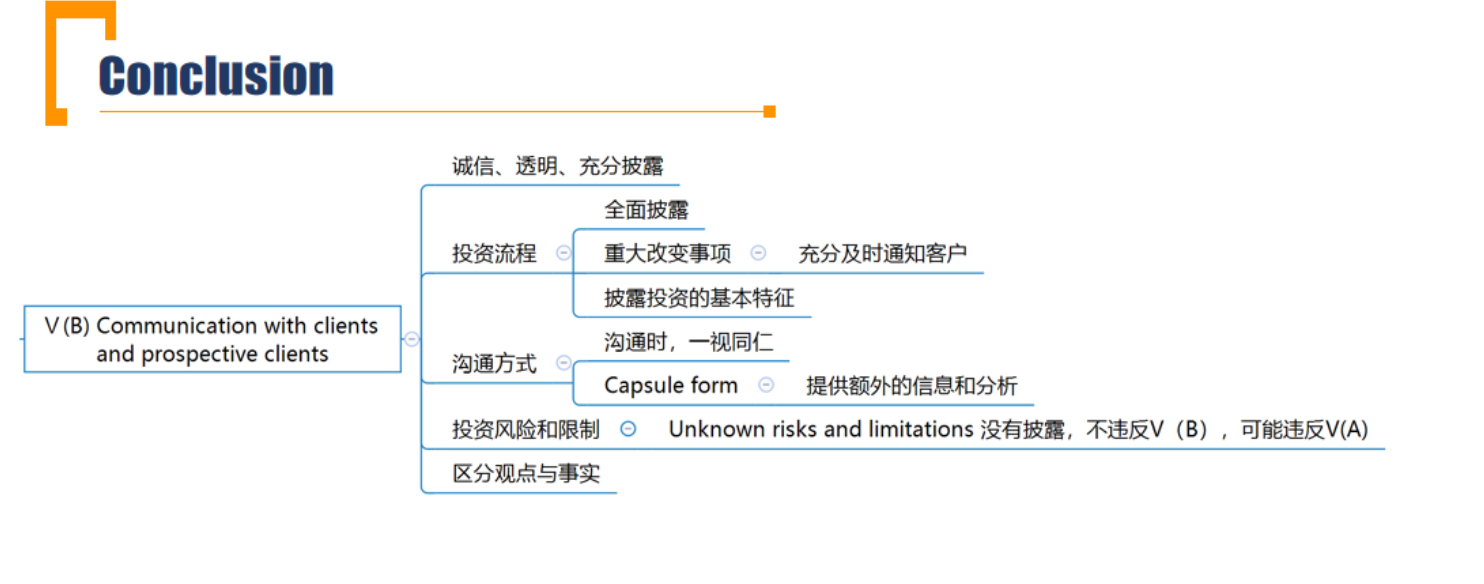 Conclusion
诚信、透明、充分披露
全面披露
投资流程
重大改变事项
充分及时通知客户
披露投资的基本特征
Ⅴ(B) Communication with clients
and prospective clients
沟通时，一视同仁
沟通方式
Capsule form
提供额外的信息和分析
投资风险和限制
Unknown risks and limitations 没有披露，不违反Ⅴ（B），可能违反Ⅴ(A)
区分观点与事实